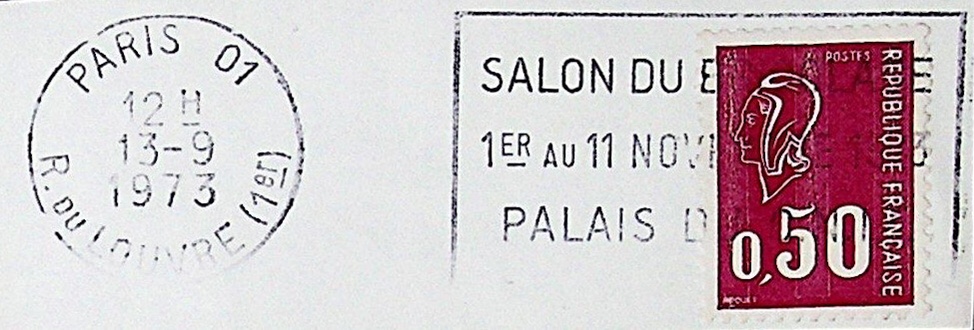 PARIS 01
12 H
13-9
1973
R. DU LOUVRE (1er)
SALON DU
1ER AU 11
PALAIS
POSTES
REPUBLIQUE FRANÇAISE
0,50